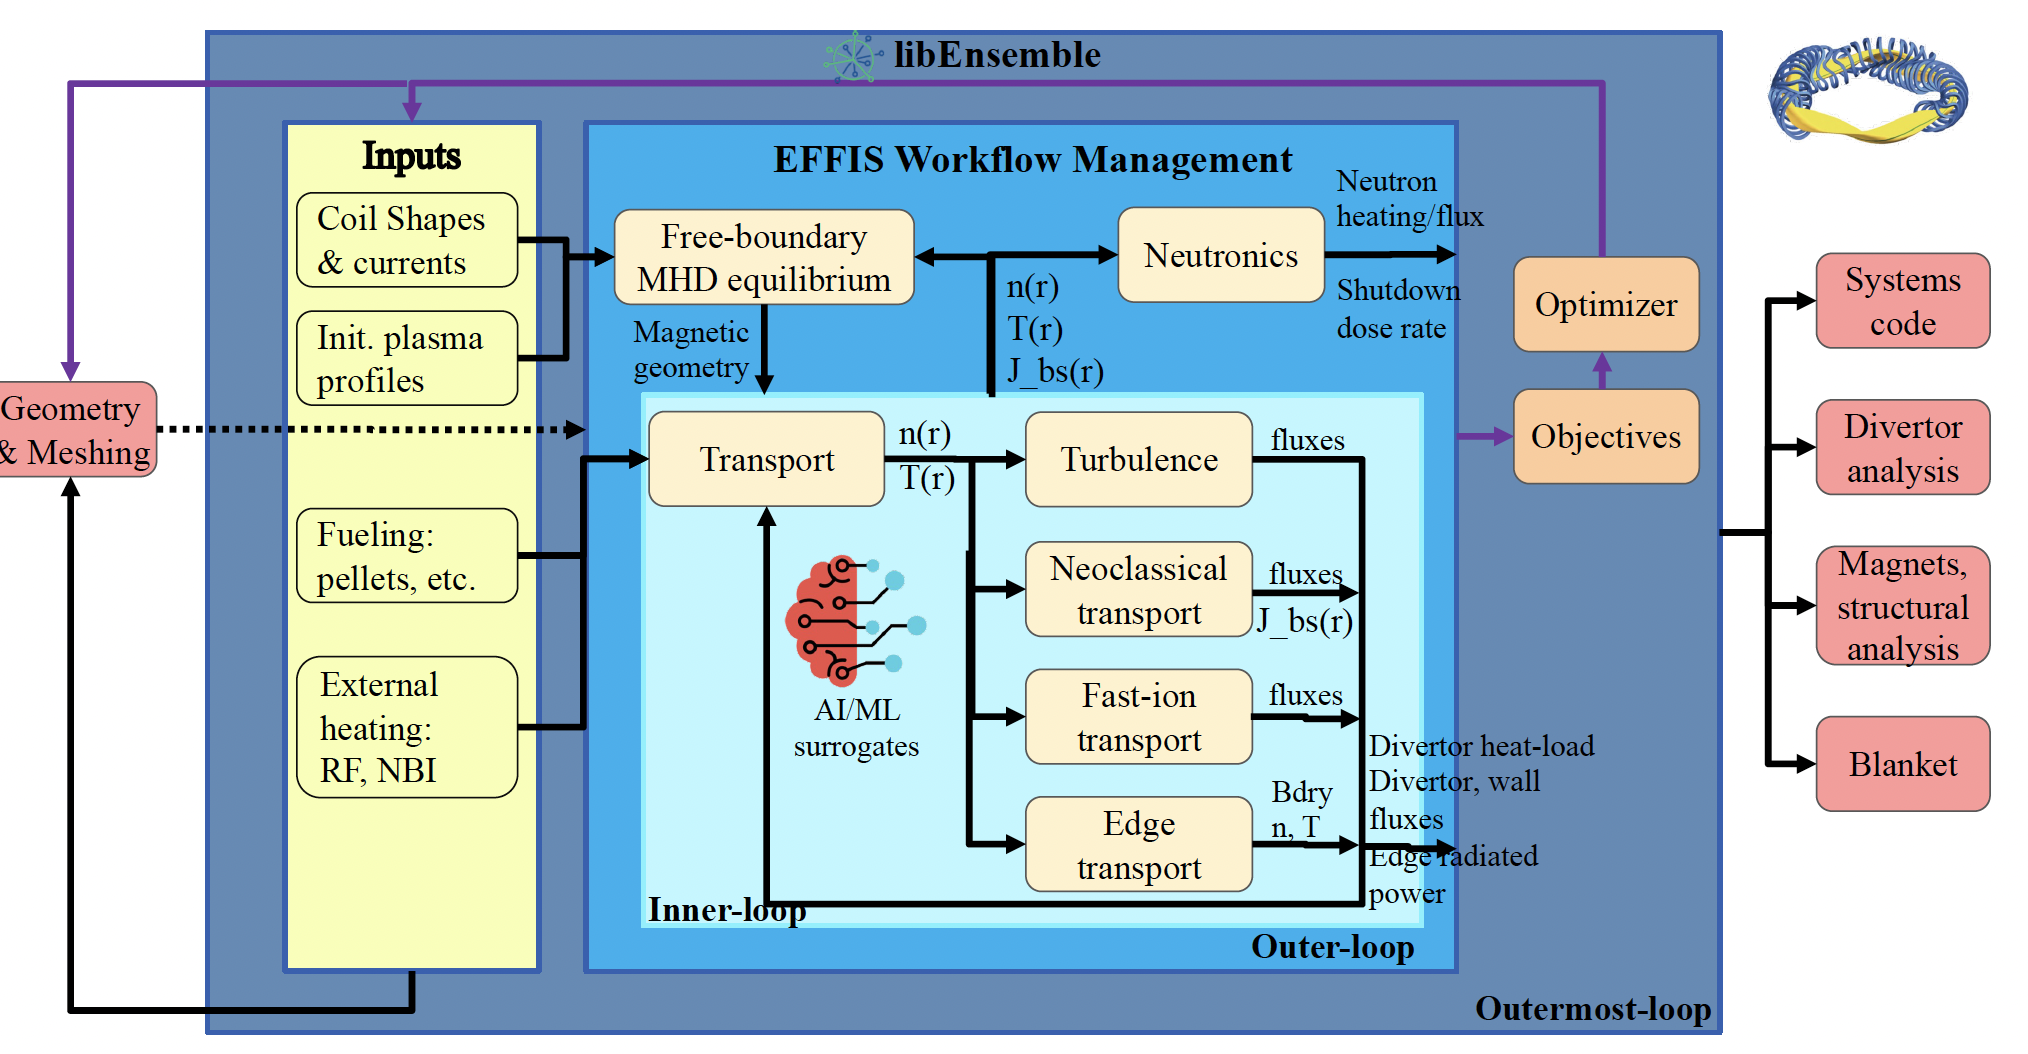 libEnsemble
Inputs
EFFIS Workflow Management
Coil Shapes
& currents
Init. plasma
profiles
Fueling:
pellets, etc.
External
heating:
RF, NBI
Geometry
& Meshing
Free-boundary
MHD equilibrium
Magnetic
geometry
n(r)
T(r)
J_bs(r)
Neutronics
Neutron
heating/flux
Shutdown
dose rate
Transport
n(r)
T(r)
Turbulence
fluxes
Neoclassical
transport
fluxes
J_bs(r)
Fast-ion
transport
fluxes
Edge
transport
Bdry
n, T
AI/ML
surrogates
Divertor heat-load
Divertor, wall
fluxes
Edge radiated
power
Inner-loop
Outer-loop
Outermost-loop
Optimizer
Objectives
Systems
code
Divertor
analysis
Magnets,
structural
analysis
Blanket